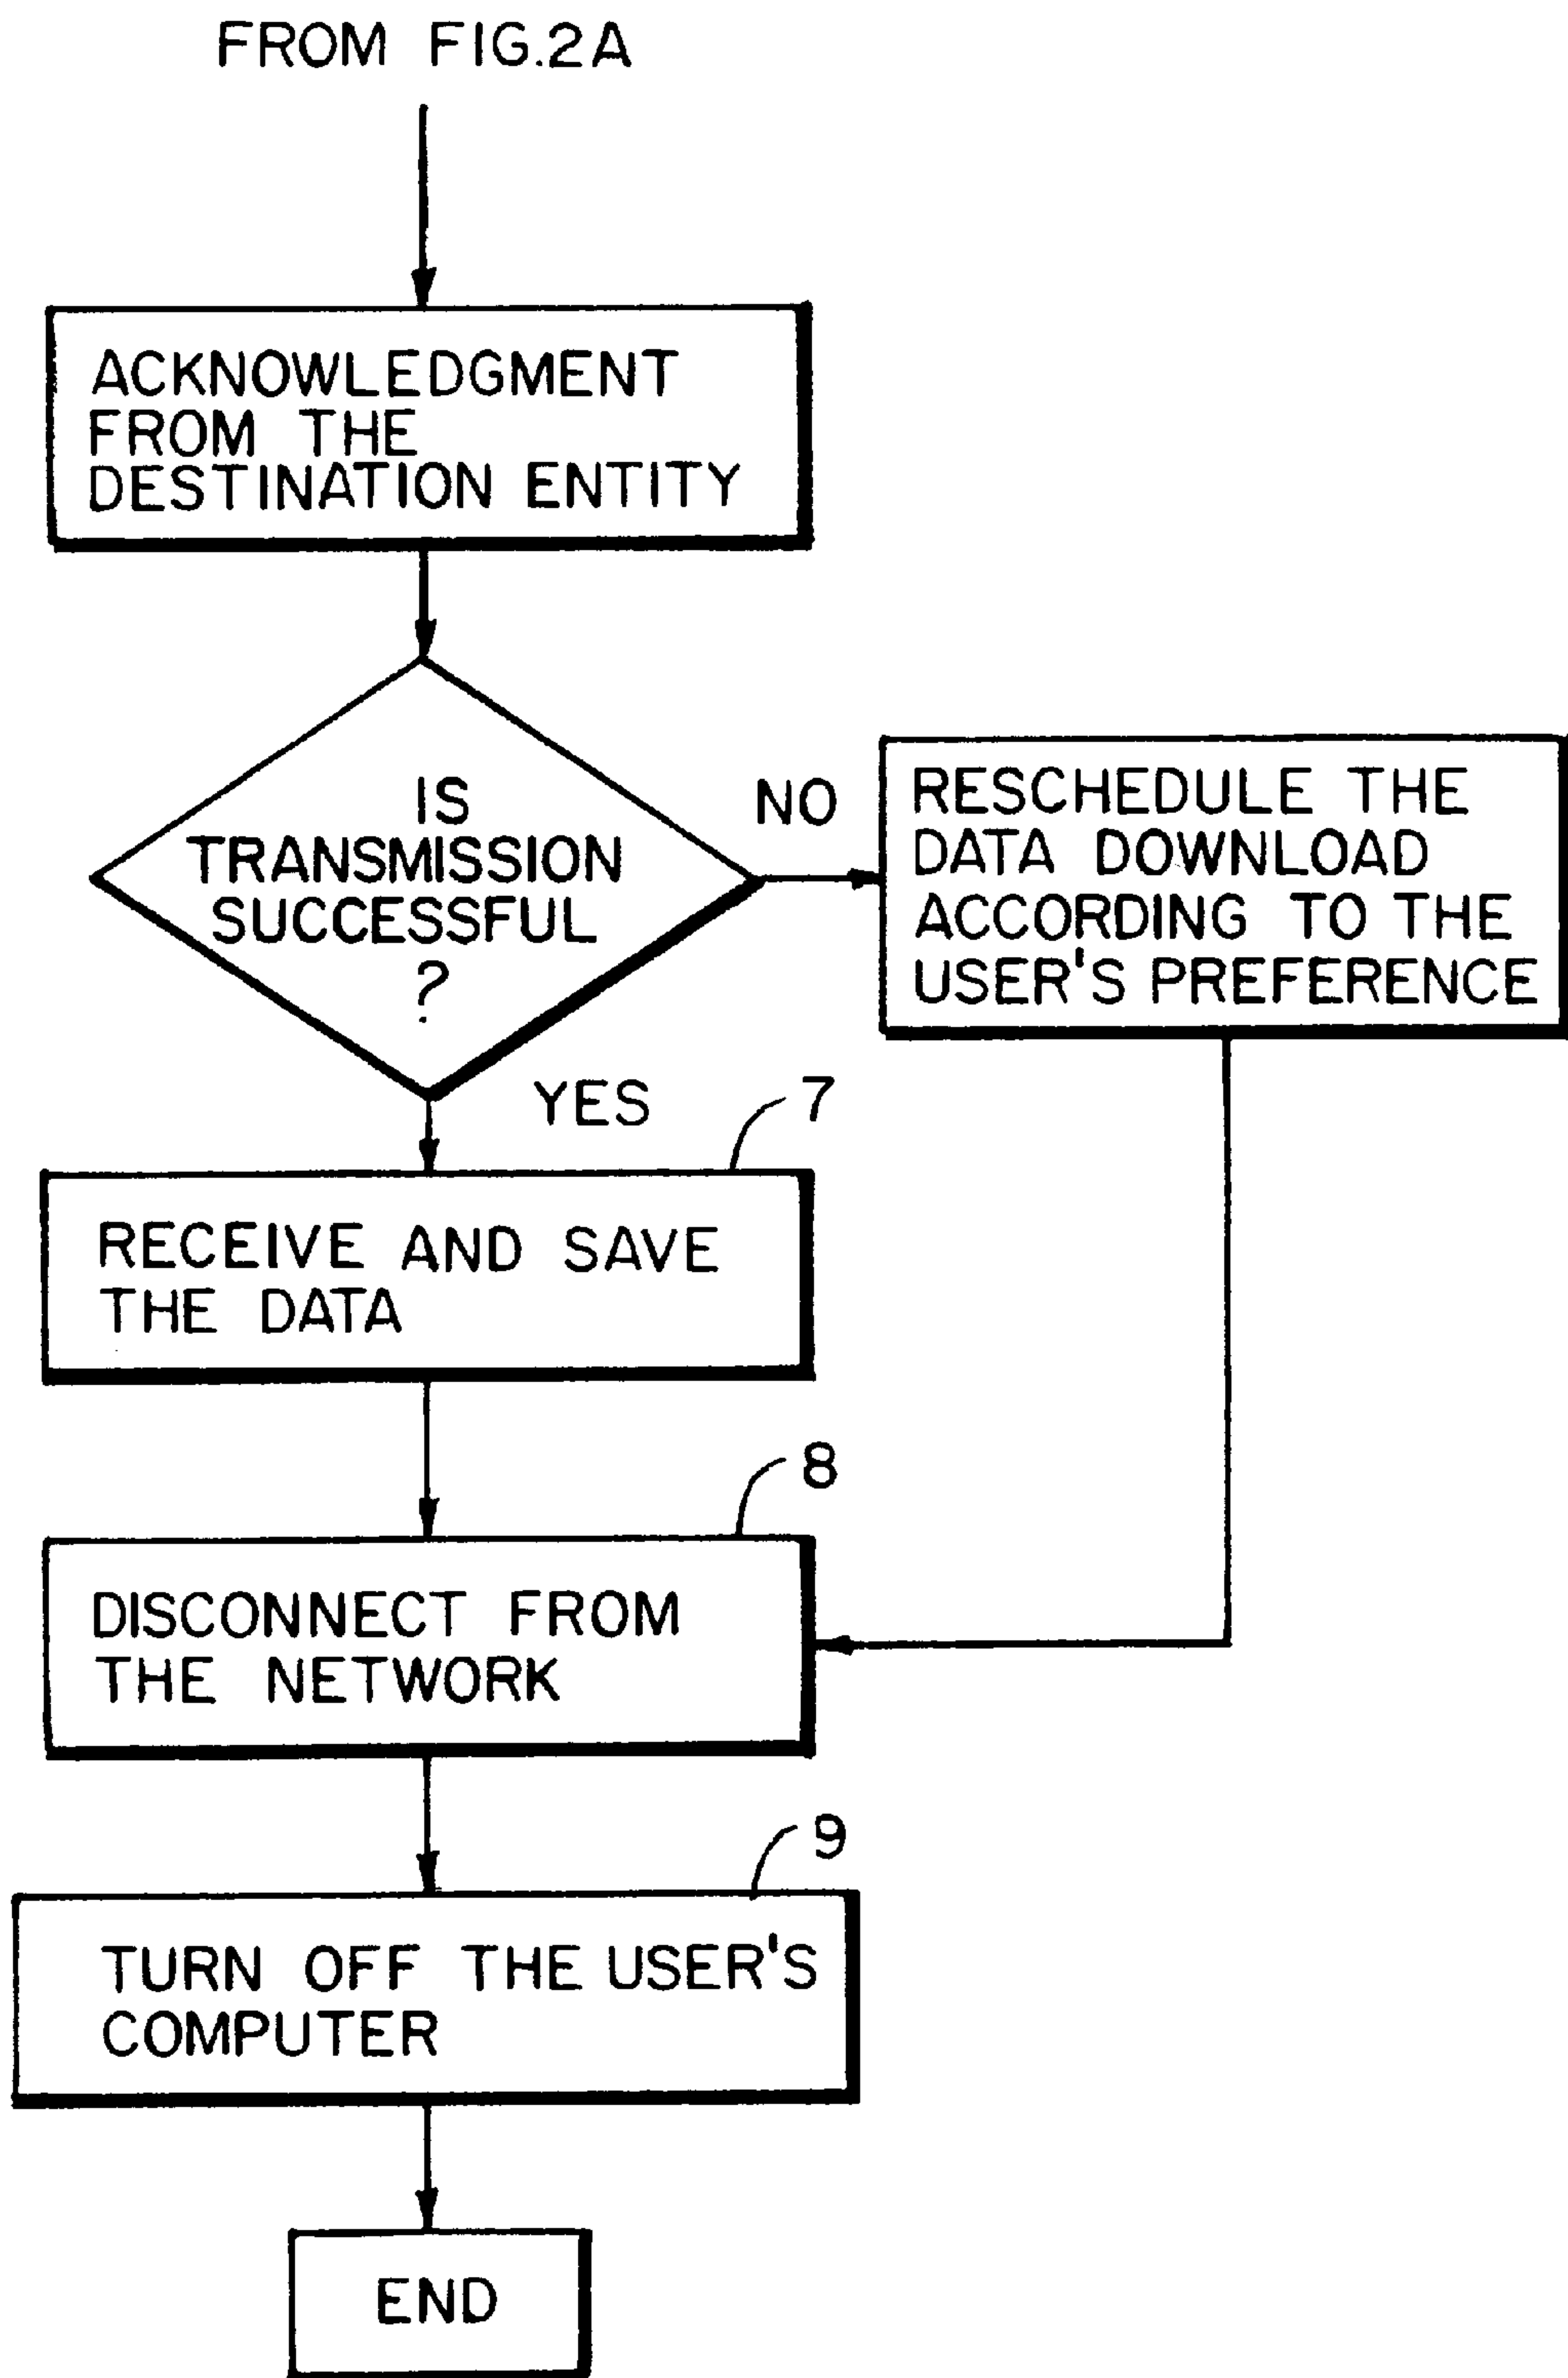 FROM FIG.2A
ACKNOWLEDGMENT
FROM THE
DESTINATION ENTITY
IS
TRANSMISSION
SUCCESSFUL
?
NO
RESCHEDULE THE
DATA DOWNLOAD
ACCORDING TO THE
USER'S PREFERENCE
YES
7
RECEIVE AND SAVE
THE DATA
8
DISCONNECT FROM
THE NETWORK
9
TURN OFF THE USER'S
COMPUTER
END